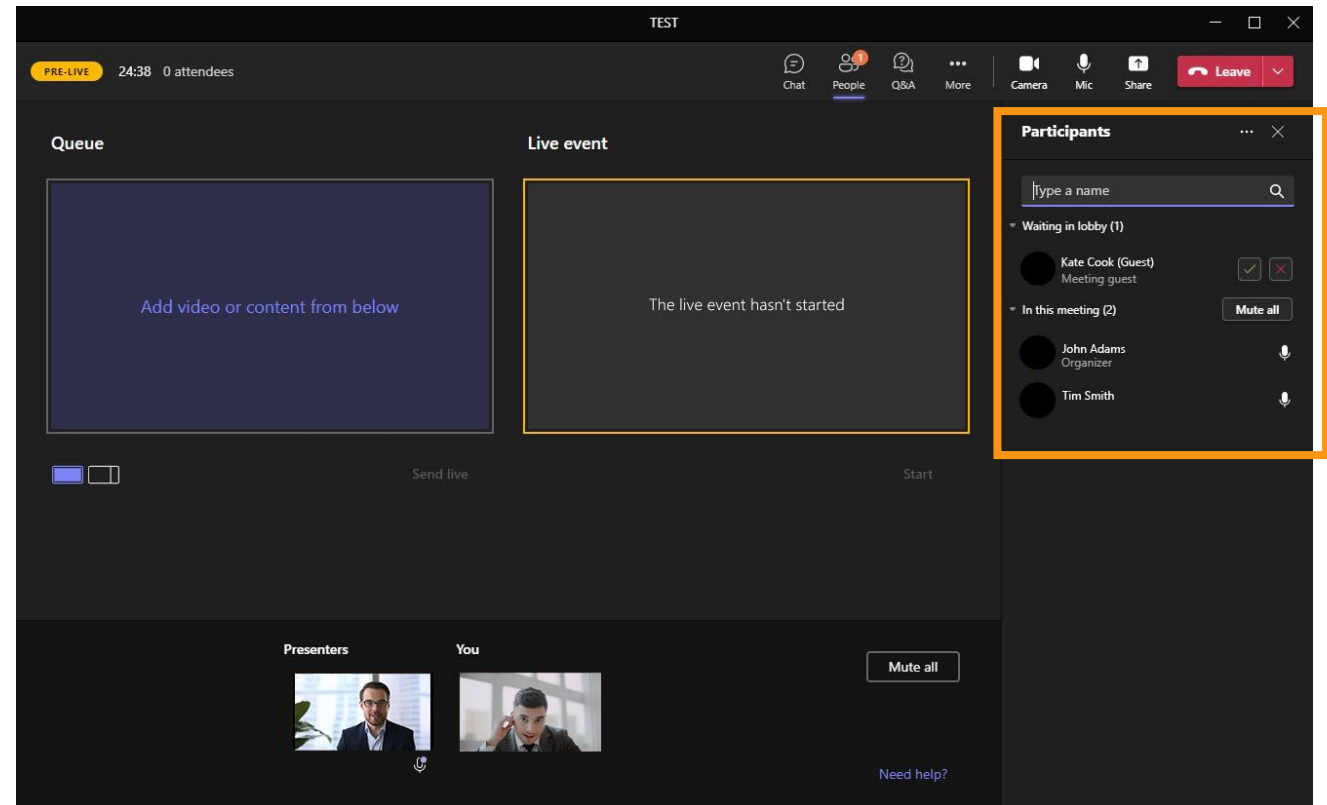 TEST
PRE-LIVE 24:38 0 attendees
Chat People 1 Q&A More Camera Mic Share Leave
Queue
Live event
Add video or content from below
The live event hasn't started
Send live
Start
Presenters
You
Mute all
Need help?
Participants
Type a name
Waiting in lobby (1)
Kate Cook (Guest)
Meeting guest
In this meeting (2) Mute all
John Adams
Organizer
Tim Smith